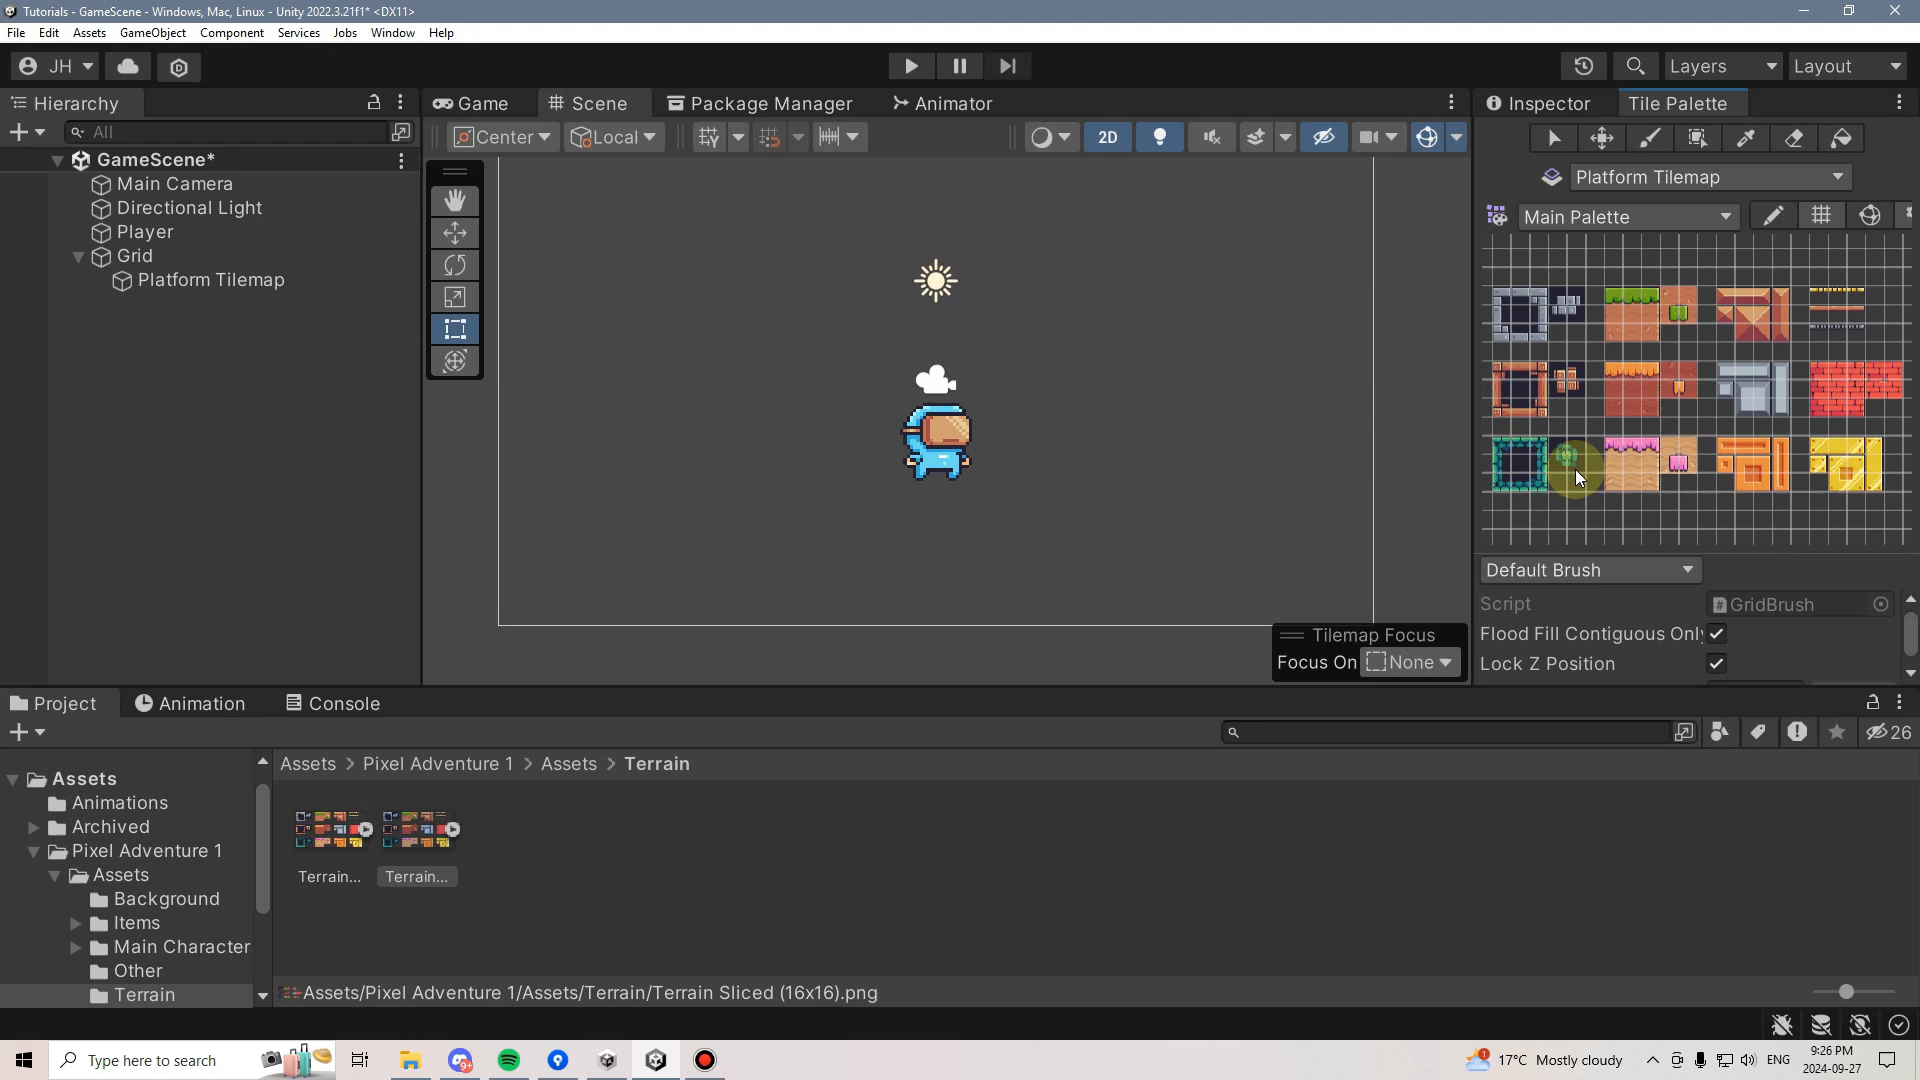 Tutorials - GameScene - Windows, Mac, Linux - Unity 2022.3.21f1* <DX11>
File Edit Assets GameObject Component Services Jobs Window Help
JH Layers Layout
Hierarchy Game Scene Package Manager Animator Inspector Tile Palette
All Center Local 2D
GameScene*
Main Camera
Directional Light
Player
Grid
Platform Tilemap
Platform Tilemap
Main Palette
Default Brush
Script GridBrush
Flood Fill Contiguous Only
Lock Z Position
Tilemap Focus
Focus On None
Project Animation Console
26
Assets
Animations
Archived
Pixel Adventure 1
Assets
Background
Items
Main Character
Other
Terrain
Assets > Pixel Adventure 1 > Assets > Terrain
Terrain... Terrain...
Assets/Pixel Adventure 1/Assets/Terrain/Terrain Sliced (16x16).png
Type here to search
9+
1 17°C Mostly cloudy ENG 9:26 PM
2024-09-27